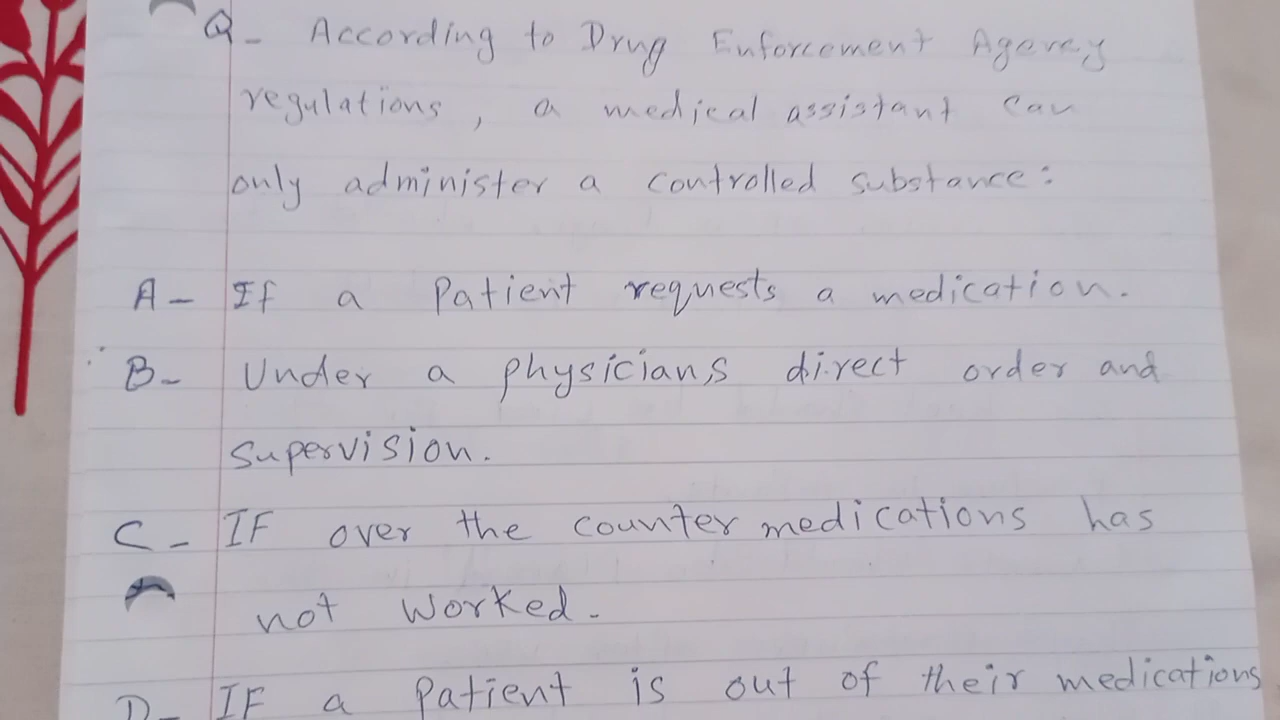 Q- According to Drug Enforcement Agency
regulations, a medical assistant can
only administer a controlled substance:
A- If a Patient requests a medication.
B- Under a physician,s direct order and
supervision.
C- IF over the counter medications has
not worked.
D- IF a Patient is out of their medications